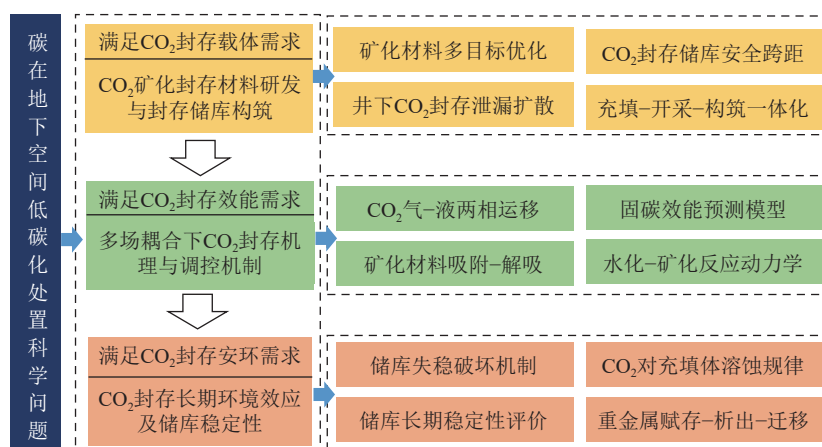 碳在地下空间低碳化处置科学问题
满足CO₂封存载体需求
CO₂矿化封存材料研发
与封存储库构筑
矿化材料多目标优化
CO₂封存储库安全跨距
井下CO₂封存泄漏扩散
充填–开采–构筑一体化
满足CO₂封存效能需求
多场耦合下CO₂封存机
理与调控机制
CO₂气–液两相运移
固碳效能预测模型
矿化材料吸附–解吸
水化–矿化反应动力学
满足CO₂封存安环需求
CO₂封存长期环境效应
及储库稳定性
储库失稳破坏机制
CO₂对充填体溶蚀规律
储库长期稳定性评价
重金属赋存–析出–迁移